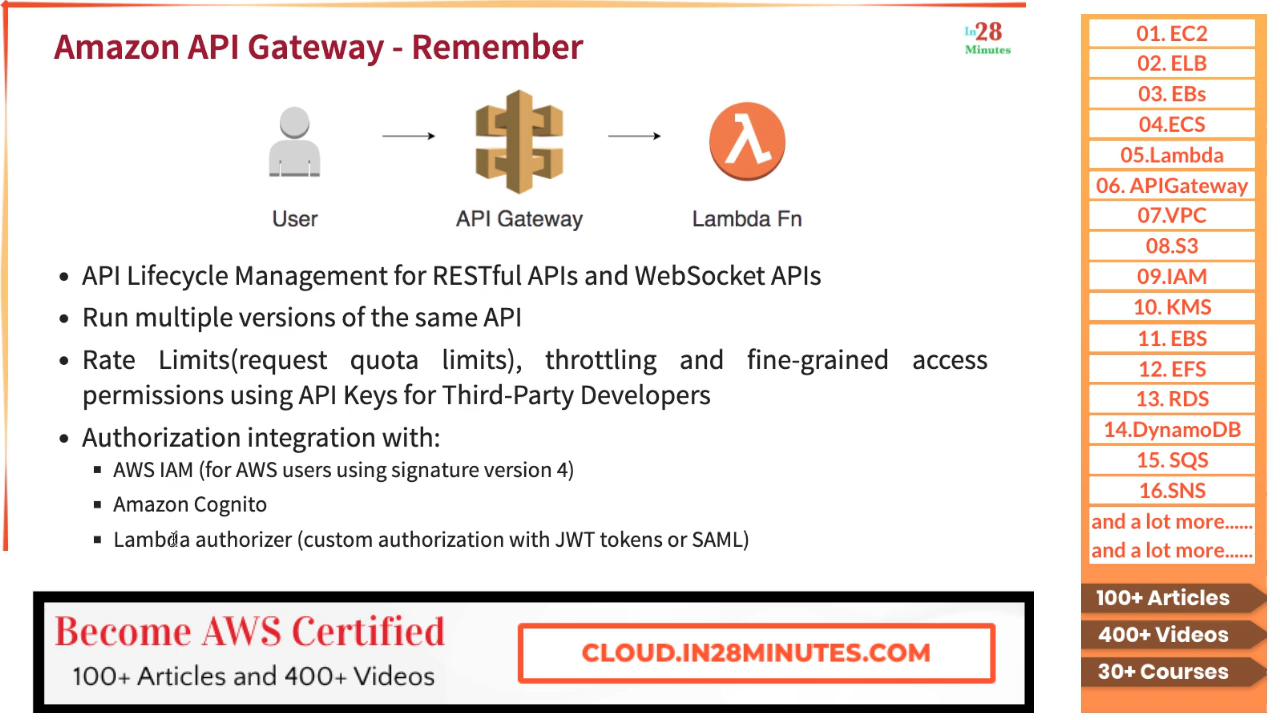 Amazon API Gateway - Remember
In28
Minutes
User
API Gateway
Lambda Fn
• API Lifecycle Management for RESTful APIs and WebSocket APIs
• Run multiple versions of the same API
• Rate Limits(request quota limits), throttling and fine-grained access
permissions using API Keys for Third-Party Developers
• Authorization integration with:
▪ AWS IAM (for AWS users using signature version 4)
▪ Amazon Cognito
▪ Lambda authorizer (custom authorization with JWT tokens or SAML)
Become AWS Certified
100+ Articles and 400+ Videos
CLOUD.IN28MINUTES.COM
01. EC2
02. ELB
03. EBs
04.ECS
05.Lambda
06. APIGateway
07.VPC
08.S3
09.IAM
10. KMS
11. EBS
12. EFS
13. RDS
14.DynamoDB
15. SQS
16.SNS
and a lot more......
and a lot more......
100+ Articles
400+ Videos
30+ Courses